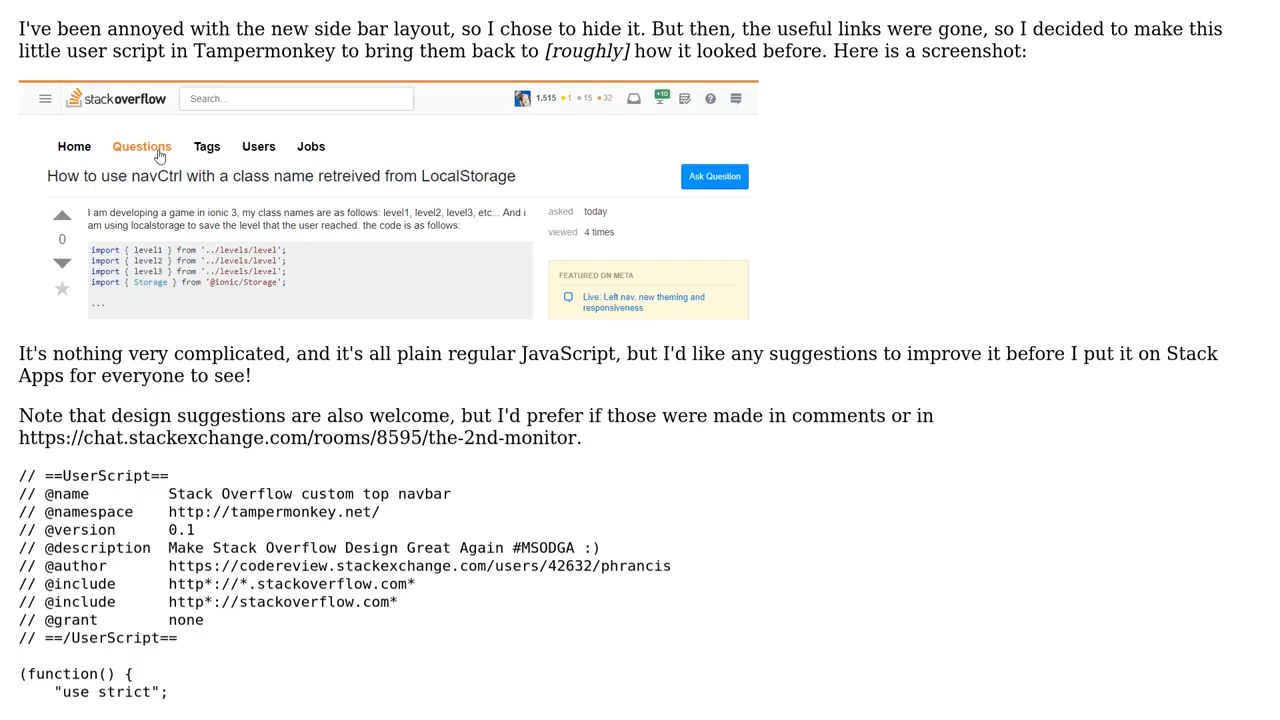 I've been annoyed with the new side bar layout, so I chose to hide it. But then, the useful links were gone, so I decided to make this
little user script in Tampermonkey to bring them back to [roughly] how it looked before. Here is a screenshot:
stackoverflow Search... 1,515 1 15 32 +10
Home Questions Tags Users Jobs
How to use navCtrl with a class name retreived from LocalStorage Ask Question
I am developing a game in ionic 3, my class names are as follows: level1, level2, level3, etc... And i
am using localstorage to save the level that the user reached. the code is as follows:
0
import { level1 } from '../levels/level';
import { level2 } from '../levels/level';
import { level3 } from '../levels/level';
import { Storage } from '@ionic/Storage';
...
asked today
viewed 4 times
FEATURED ON META
Live: Left nav, new theming and
responsiveness
It's nothing very complicated, and it's all plain regular JavaScript, but I'd like any suggestions to improve it before I put it on Stack
Apps for everyone to see!
Note that design suggestions are also welcome, but I'd prefer if those were made in comments or in
https://chat.stackexchange.com/rooms/8595/the-2nd-monitor.
// ==UserScript==
// @name         Stack Overflow custom top navbar
// @namespace    http://tampermonkey.net/
// @version      0.1
// @description  Make Stack Overflow Design Great Again #MSODGA :)
// @author       https://codereview.stackexchange.com/users/42632/phrancis
// @include      http*://*.stackoverflow.com*
// @include      http*://stackoverflow.com*
// @grant        none
// ==/UserScript==
(function() {
    "use strict";